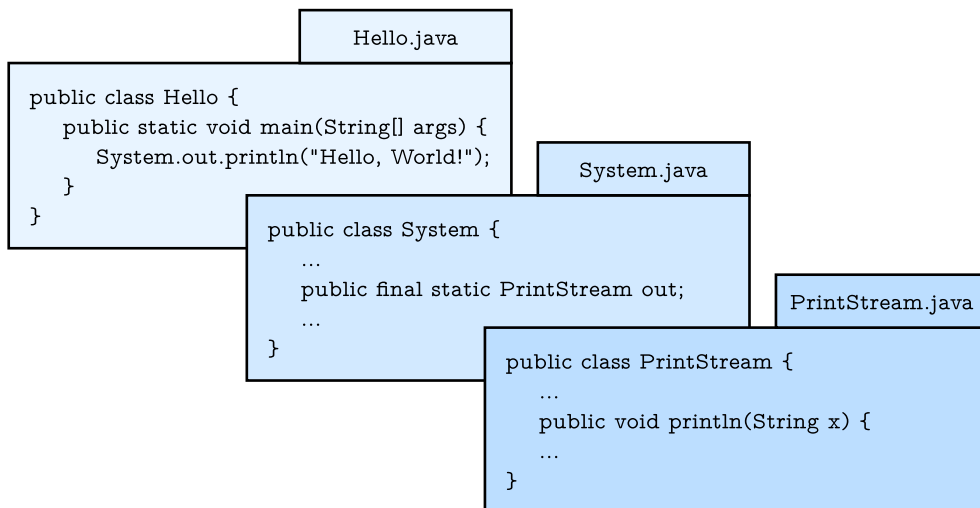 Hello.java
public class Hello {
public static void main(String[] args) {
System.out.println("Hello, World!");
}
}
System.java
public class System {
...
public final static PrintStream out;
...
}
PrintStream.java
public class PrintStream {
...
public void println(String x) {
...
}